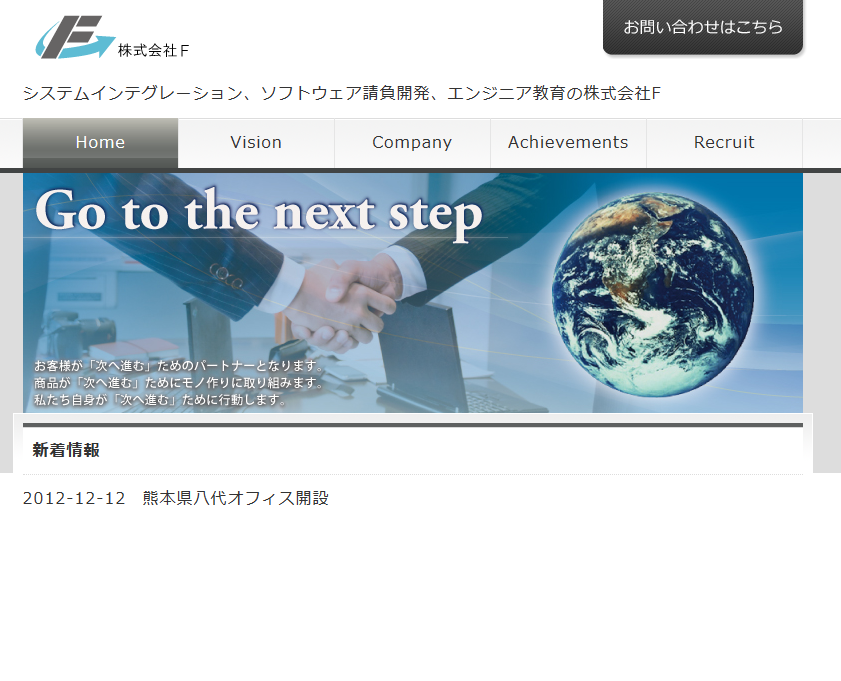 F
株式会社Ｆ
お問い合わせはこちら
システムインテグレーション、ソフトウェア請負開発、エンジニア教育の株式会社F
Home
Vision
Company
Achievements
Recruit
Go to the next step
お客様が「次へ進む」ためのパートナーとなります。
商品が「次へ進む」ためにモノ作りに取り組みます。
私たち自身が「次へ進む」ために行動します。
新着情報
2012-12-12　熊本県八代オフィス開設